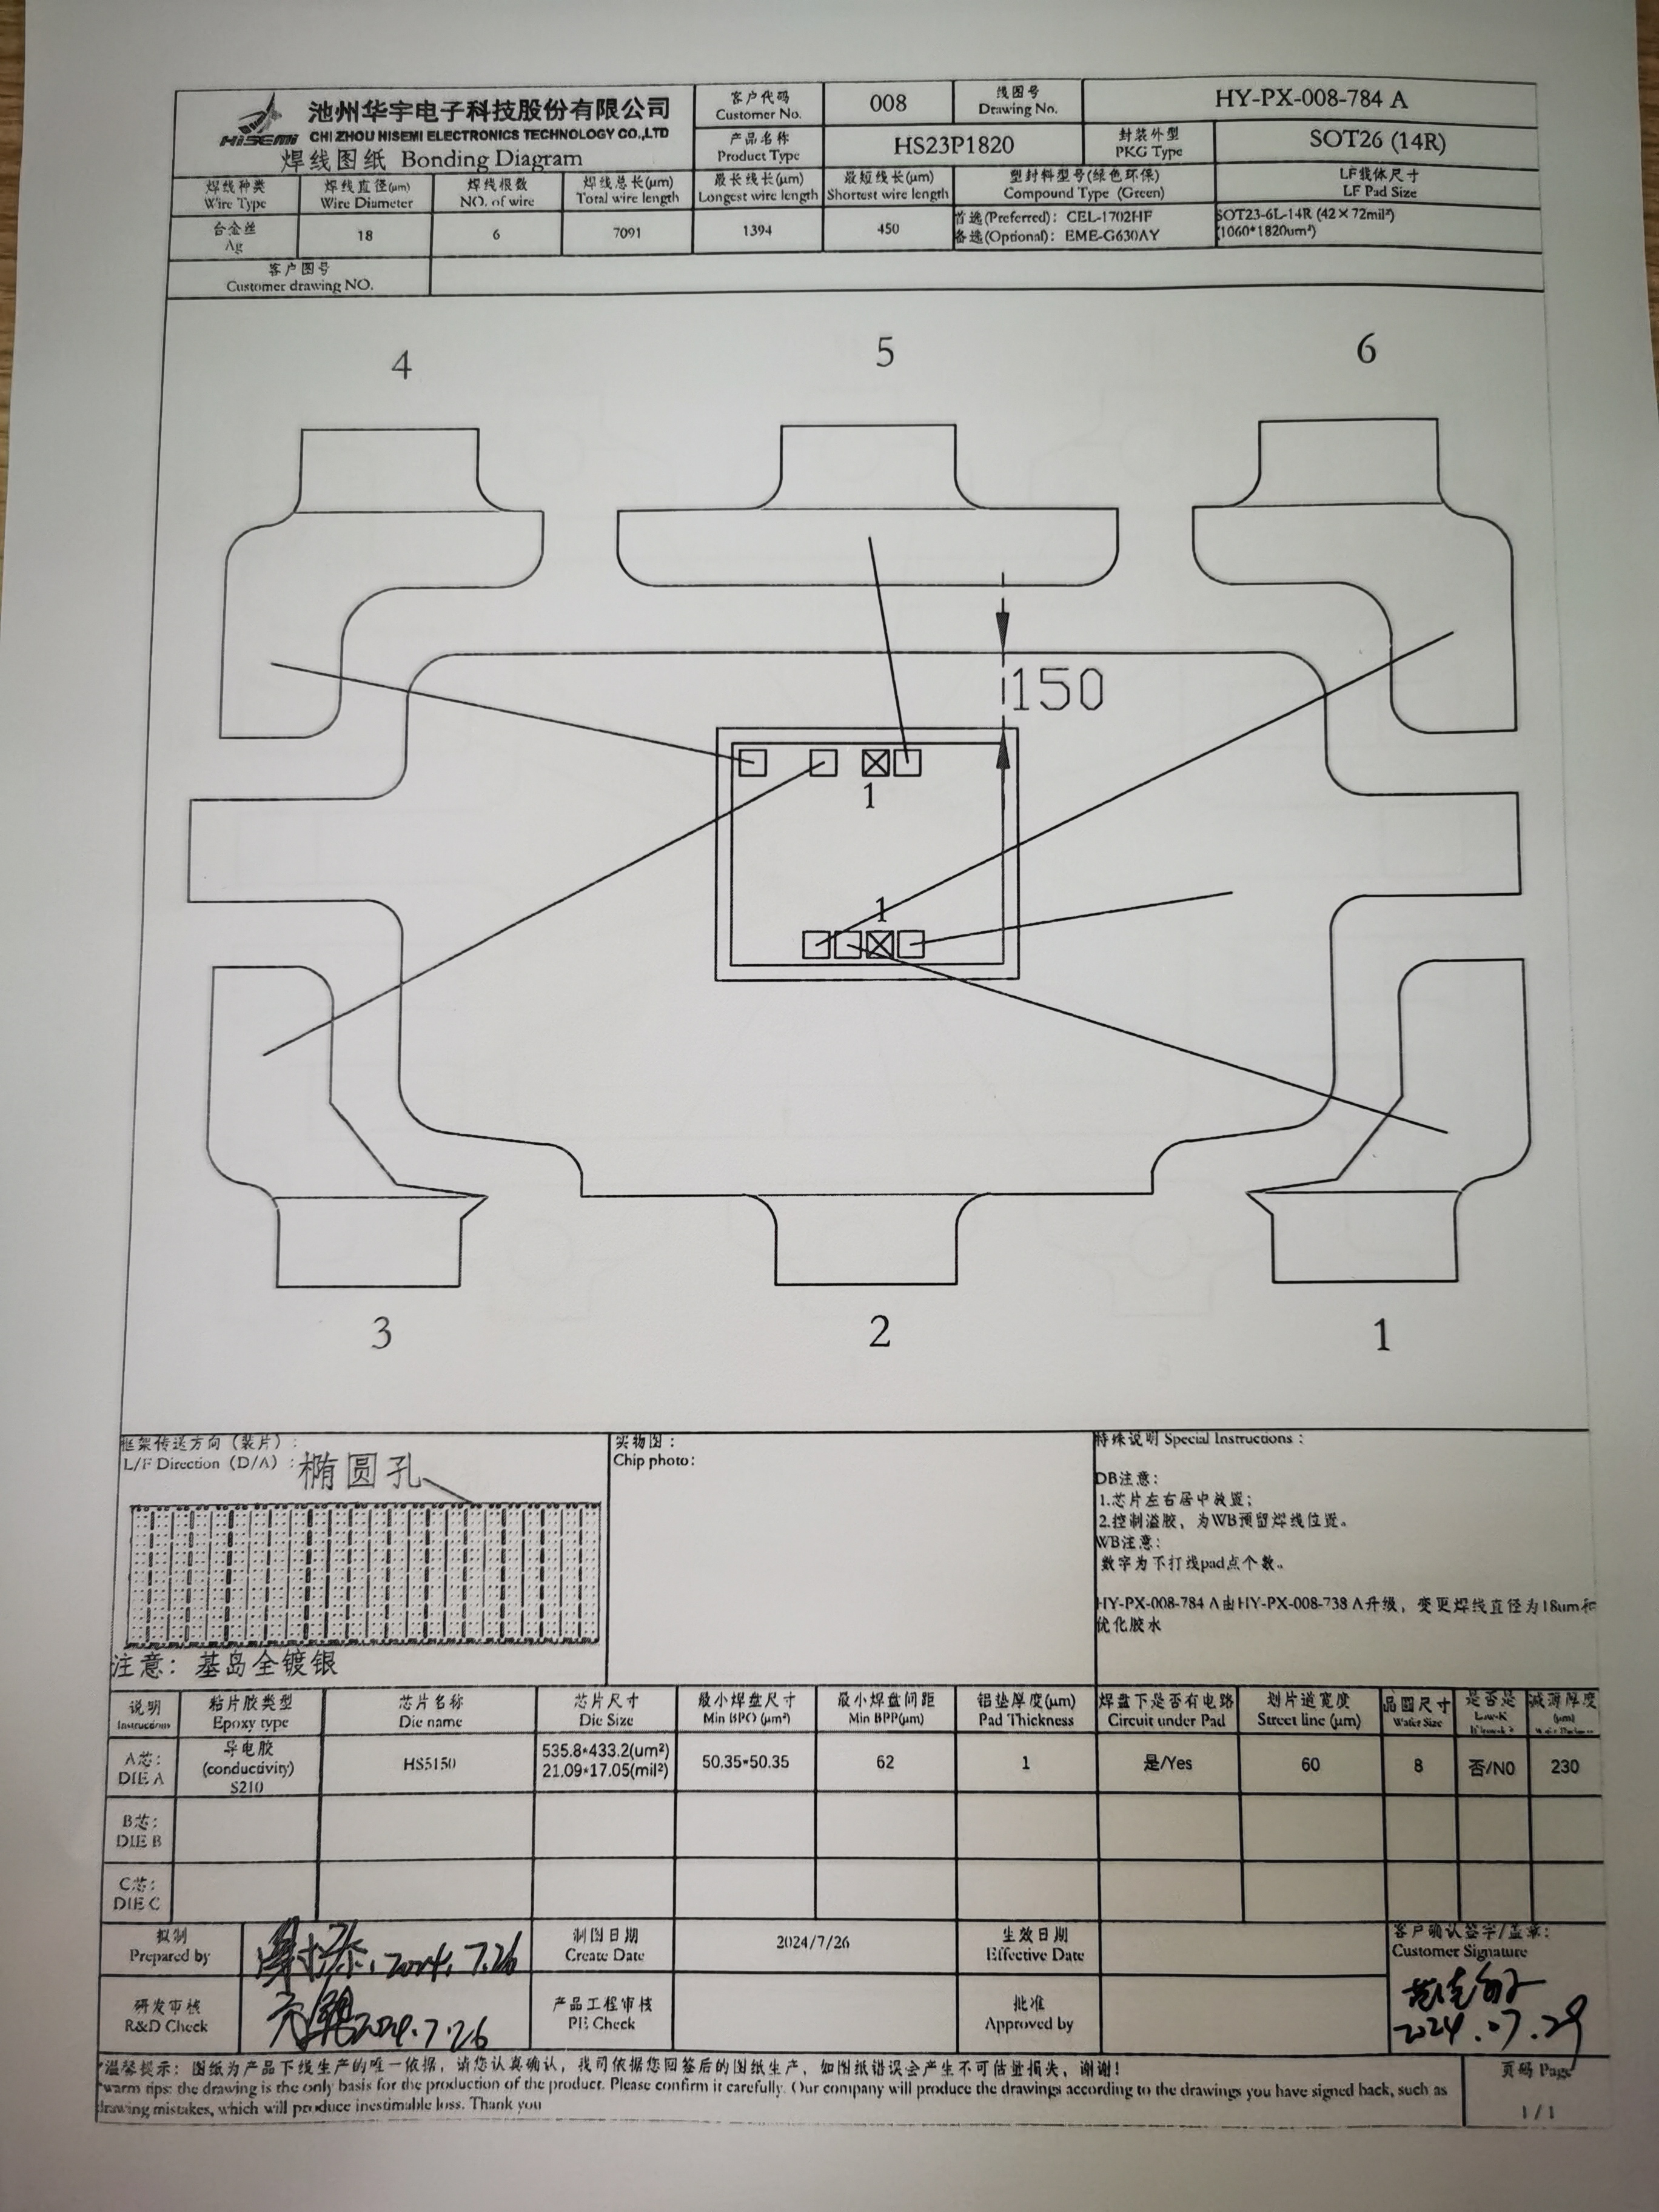 池州华宇电子科技股份有限公司
HISEMI
CHI ZHOU HISEMI ELECTRONICS TECHNOLOGY CO.,LTD
焊线图纸 Bonding Diagram
客户代码
Customer No.
008
线图号
Drawing No.
HY-PX-008-784 A
产品名称
Product Type
HS23P1820
封装外型
PKG Type
SOT26 (14R)
焊线种类
Wire Type
焊线直径(μm)
Wire Diameter
焊线根数
NO. of wire
焊线总长(μm)
Total wire length
最长线长(μm)
Longest wire length
最短线长(μm)
Shortest wire length
塑封料型号(绿色环保)
Compound Type (Green)
LF载体尺寸
LF Pad Size
合金丝
Ag
18
6
7091
1394
450
首选(Preferred): CEL-1702HF
备选(Optional): EME-G630AY
SOT23-6L-14R (42×72mil²)
(1060*1820um²)
客户图号
Customer drawing NO.
4
5
6
150
1
1
3
2
1
框架传送方向（装片）:
L/F Direction（D/A）:
椭圆孔
注意：基岛全镀银
实物图：
Chip photo:
特殊说明 Special Instructions：
DB注意：
1.芯片左右居中放置；
2.控制溢胶，为WB预留焊线位置。
WB注意：
数字为不打线pad点个数。
HY-PX-008-784 A由HY-PX-008-738 A升级，变更焊线直径为18um和
优化胶水
说明
Instructions
粘片胶类型
Epoxy type
芯片名称
Die name
芯片尺寸
Die Size
最小焊盘尺寸
Min BPO (μm²)
最小焊盘间距
Min BPP(μm)
铝垫厚度(μm)
Pad Thickness
焊盘下是否有电路
Circuit under Pad
划片道宽度
Street line (μm)
晶圆尺寸
Wafer Size
是否是
Low-K
减薄厚度
(μm)
A芯:
DIE A
导电胶
(conductivity)
S210
HS5150
535.8*433.2(um²)
21.09*17.05(mil²)
50.35*50.35
62
1
是/Yes
60
8
否/NO
230
B芯:
DIE B
C芯:
DIE C
拟制
Prepared by
2024.7.26
制图日期
Create Date
2024/7/26
生效日期
Effective Date
客户确认签字/盖章:
Customer Signature
2024.07.29
研发审核
R&D Check
2024.7.26
产品工程审核
PE Check
批准
Approved by
*温馨提示：图纸为产品下线生产的唯一依据，请您认真确认，我司依据您回签后的图纸生产，如图纸错误会产生不可估量损失，谢谢!
*warm tips: the drawing is the only basis for the production of the product. Please confirm it carefully. Our company will produce the drawings according to the drawings you have signed back, such as
drawing mistakes, which will produce inestimable loss. Thank you
页码 Page
1 / 1